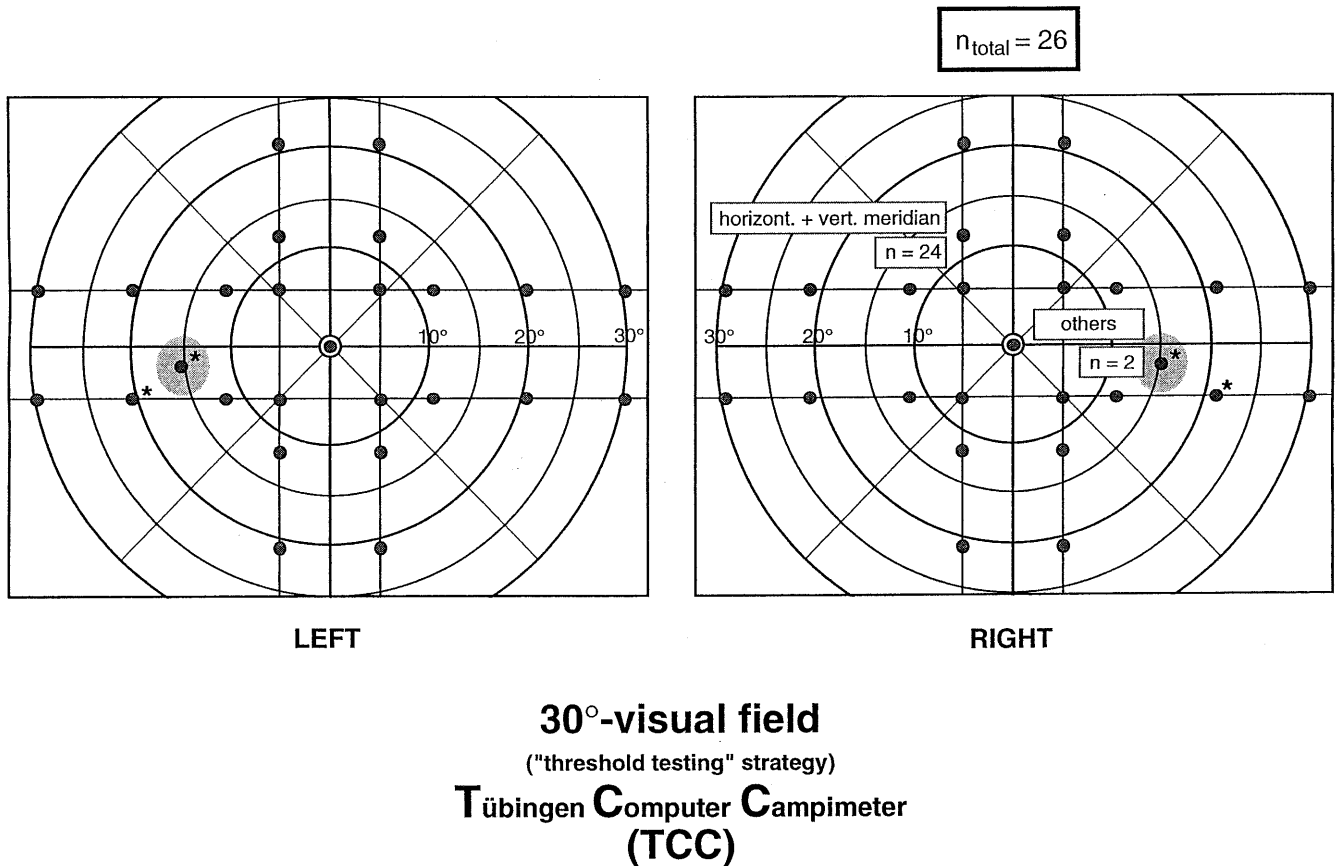 n_total = 26
horizont. + vert. meridian
n = 24
others
n = 2
10° 20° 30°
30° 20° 10°
*
*
*
*
LEFT
RIGHT
30°-visual field
("threshold testing" strategy)
Tübingen Computer Campimeter
(TCC)